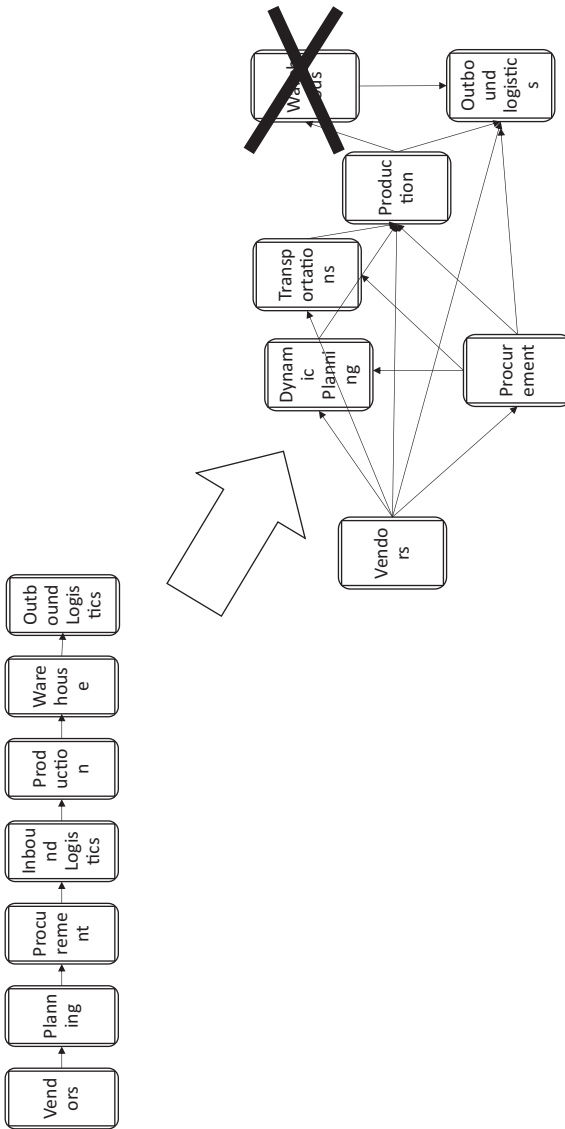 Vend
ors
Plann
ing
Procu
reme
nt
Inbou
nd
Logis
tics
Prod
uctio
n
Ware
hous
e
Outb
ound
Logis
tics
Vendo
rs
Dynam
ic
Planni
ng
Transp
ortatio
ns
Produc
tion
Procur
ement
Outbo
und
logistic
s